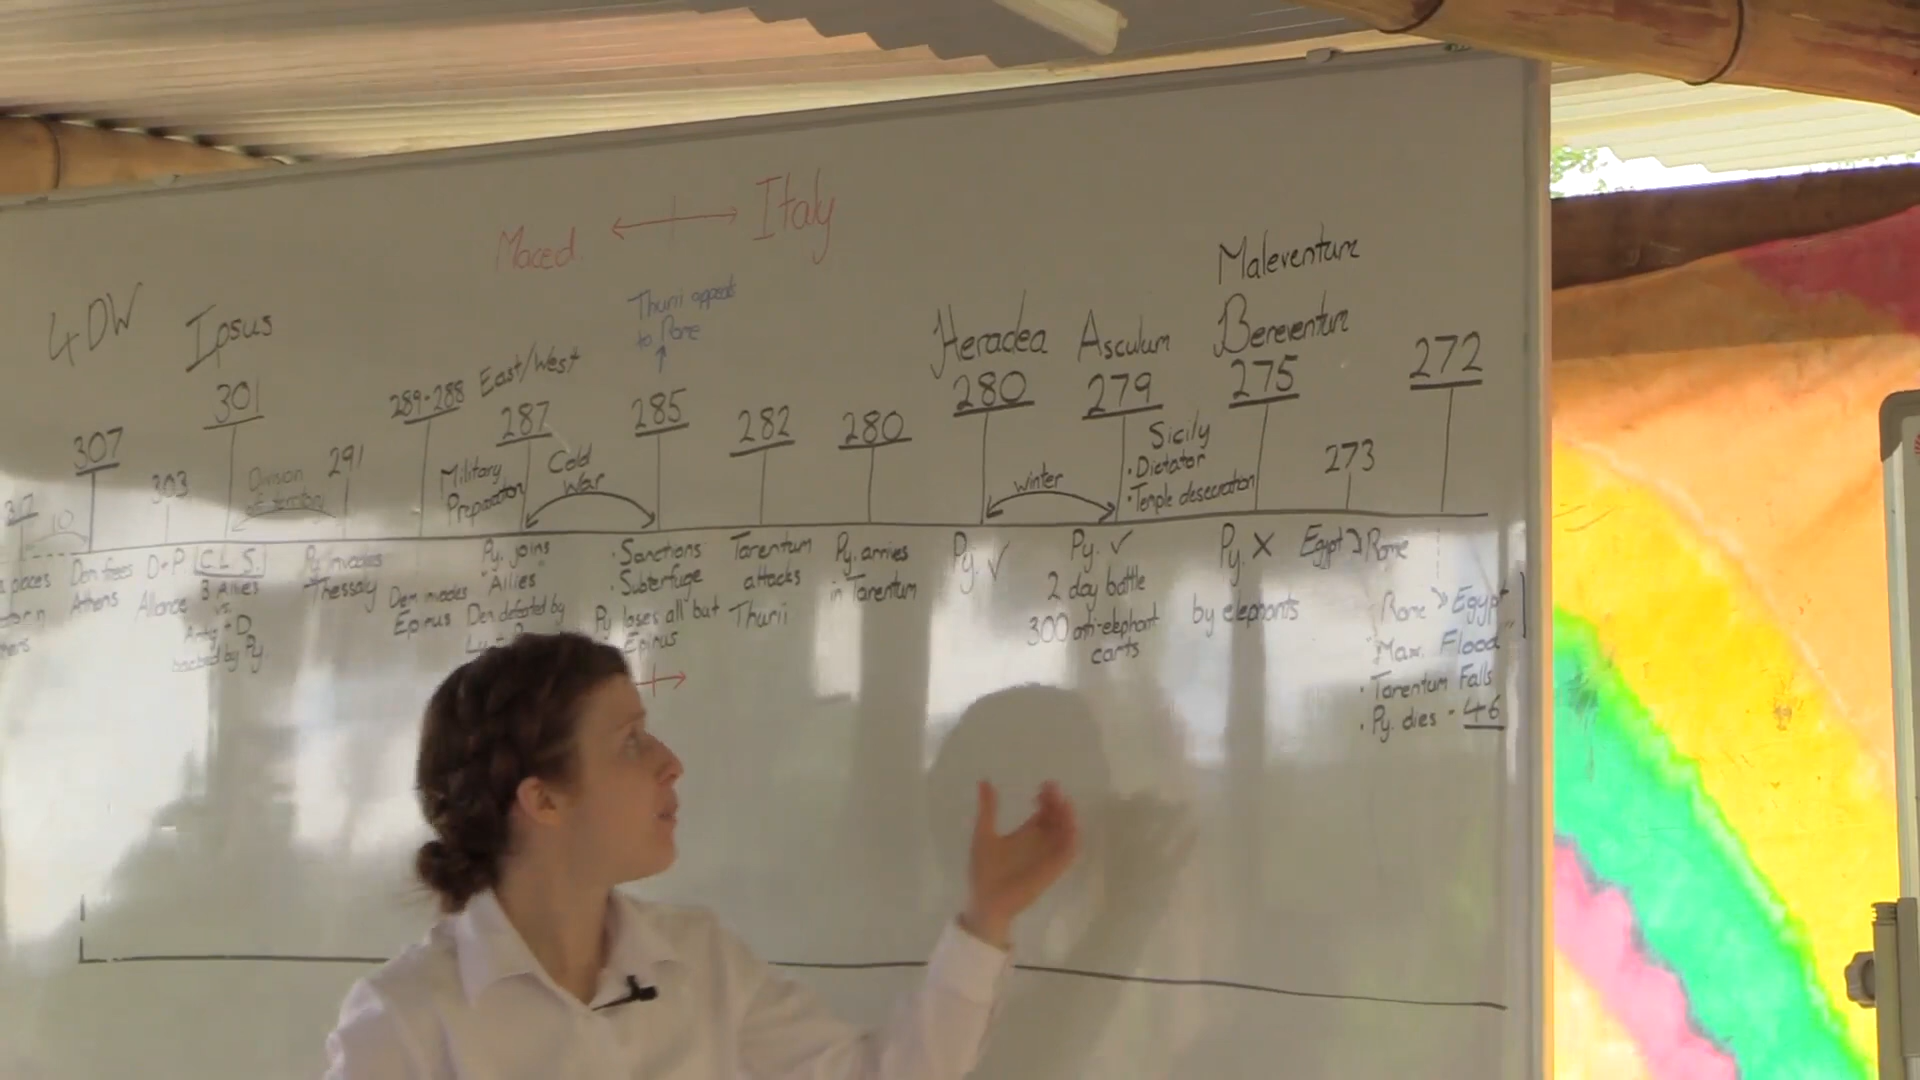 Maced Italy
4DW
Ipsus
Thurii appeals
to Rome
East/West
Heraclea
Asculum
Maleventum
Beneventum
317
307
303
301
291
289-288
287
285
282
280
280
279
275
273
272
10
Division
of territory
Military
Preparation
Cold
War
winter
Sicily
• Dictator
• Temple desecration
places
Dem frees
Athens
D+P
Alliance
C.L.S.
3 Allies
vs.
Antig + D
backed by Py.
Py. invades
Thessaly
Dem invades
Epirus
Py. joins
"Allies"
Dem defeated by
• Sanctions
• Subterfuge
Py loses all but
Epirus
Tarentum
attacks
Thurii
Py. arrives
in Tarentum
Py. ✓
Py. ✓
2 day battle
300 anti-elephant
carts
Py. X
by elephants
Egypt → Rome
Rome → Egypt
"Max. Flood"
• Tarentum Falls
• Py. dies - 46